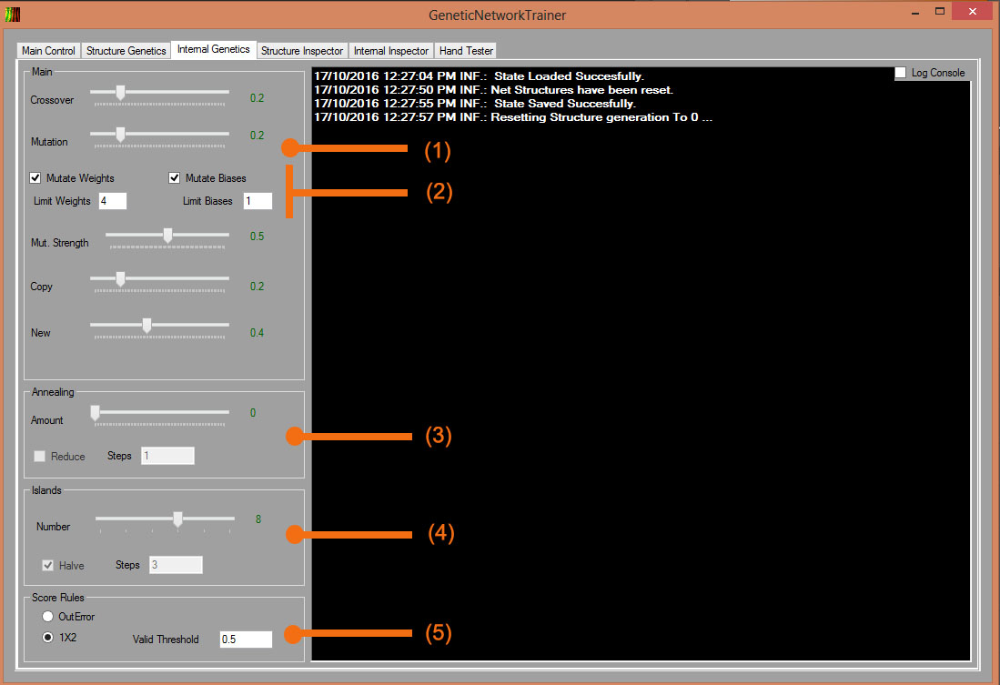 GeneticNetworkTrainer
Main Control Structure Genetics Internal Genetics Structure Inspector Internal Inspector Hand Tester
Main
Crossover 0.2
Mutation 0.2
Mutate Weights Mutate Biases
Limit Weights 4 Limit Biases 1
Mut. Strength 0.5
Copy 0.2
New 0.4
Annealing
Amount 0
Reduce Steps 1
Islands
Number 8
Halve Steps 3
Score Rules
OutError
1X2 Valid Threshold 0.5
17/10/2016 12:27:04 PM INF.: State Loaded Succesfully.
17/10/2016 12:27:50 PM INF.: Net Structures have been reset.
17/10/2016 12:27:55 PM INF.: State Saved Succesfully.
17/10/2016 12:27:57 PM INF.: Resetting Structure generation To 0 ...
Log Console
(1)
(2)
(3)
(4)
(5)